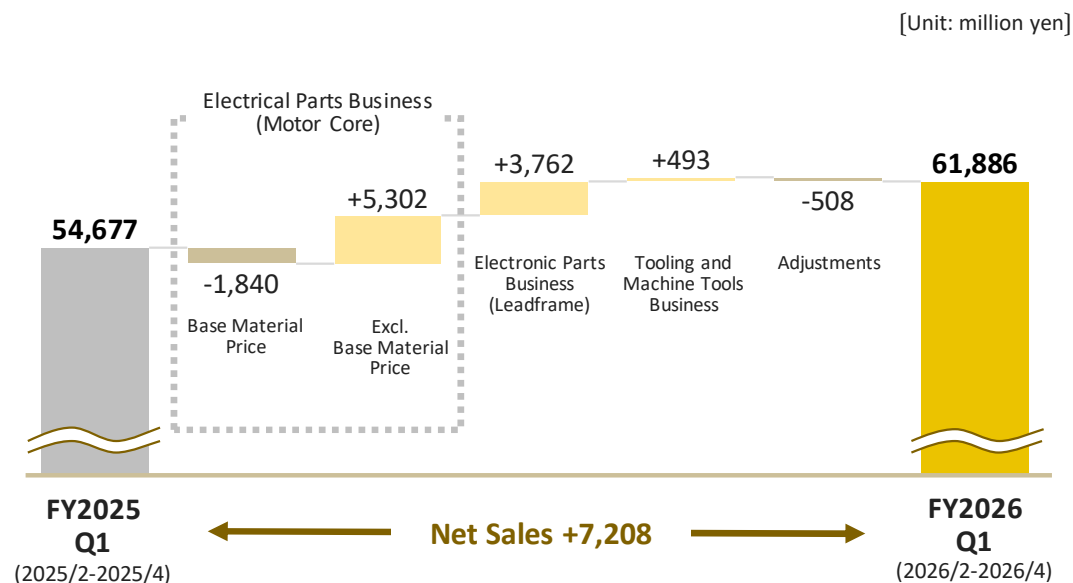 [Unit: million yen]
Electrical Parts Business
(Motor Core)
54,677
-1,840
Base Material
Price
+5,302
Excl.
Base Material
Price
+3,762
Electronic Parts
Business
(Leadframe)
+493
Tooling and
Machine Tools
Business
-508
Adjustments
61,886
FY2025
Q1
(2025/2-2025/4)
Net Sales +7,208
FY2026
Q1
(2026/2-2026/4)